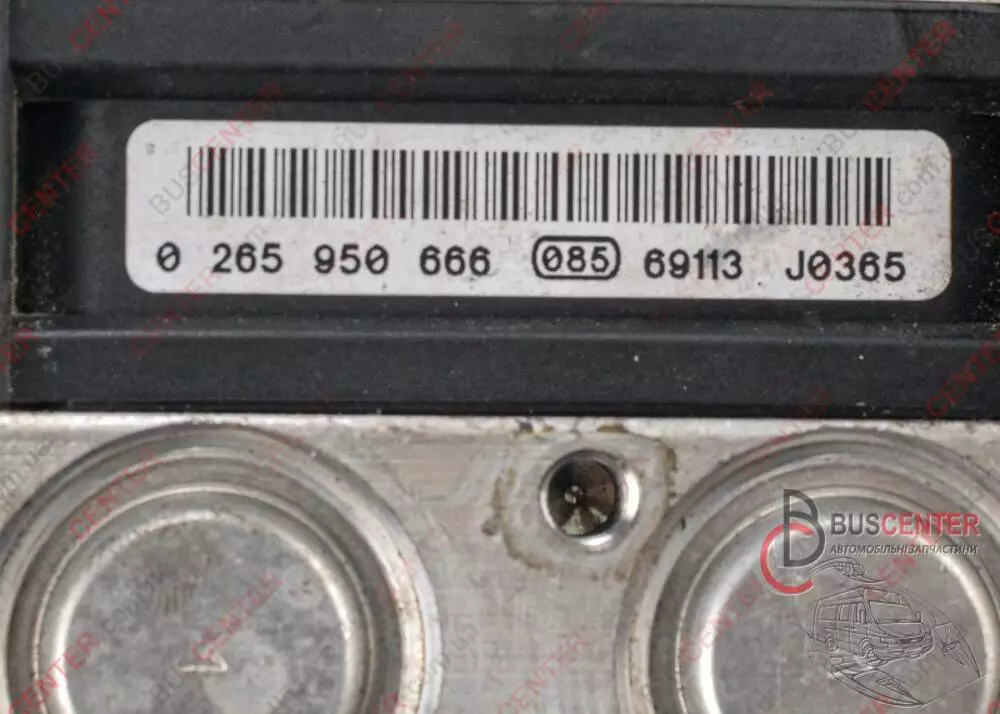 0 265 950 666 085 69113 J0365
BUSCENTER
АВТОМОБІЛЬНІ ЗАПЧАСТИНИ